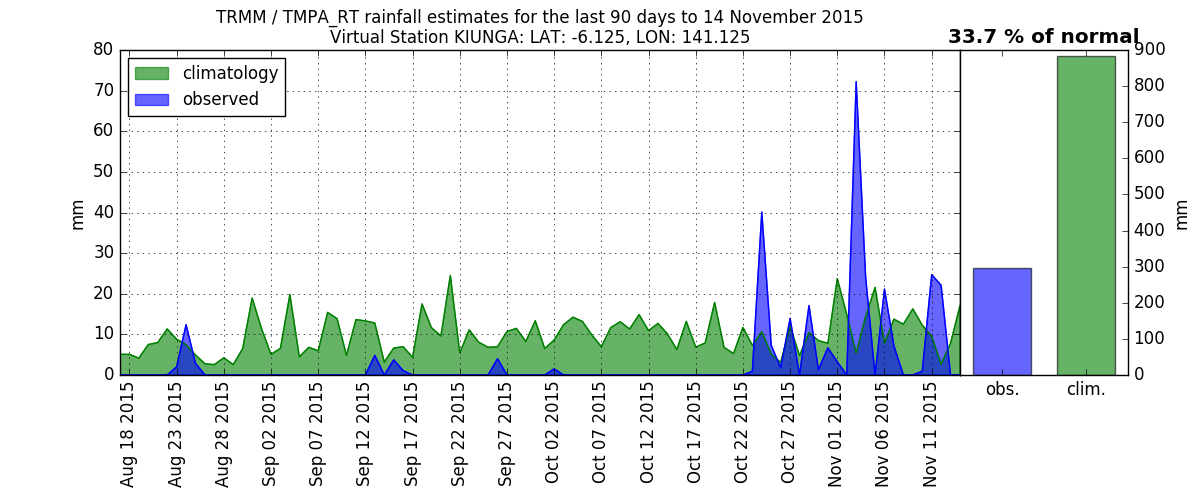 TRMM / TMPA_RT rainfall estimates for the last 90 days to 14 November 2015
Virtual Station KIUNGA: LAT: -6.125, LON: 141.125
33.7 % of normal
climatology
observed
mm
80
70
60
50
40
30
20
10
0
Aug 18 2015
Aug 23 2015
Aug 28 2015
Sep 02 2015
Sep 07 2015
Sep 12 2015
Sep 17 2015
Sep 22 2015
Sep 27 2015
Oct 02 2015
Oct 07 2015
Oct 12 2015
Oct 17 2015
Oct 22 2015
Oct 27 2015
Nov 01 2015
Nov 06 2015
Nov 11 2015
obs.
clim.
900
800
700
600
500
400
300
200
100
0
mm